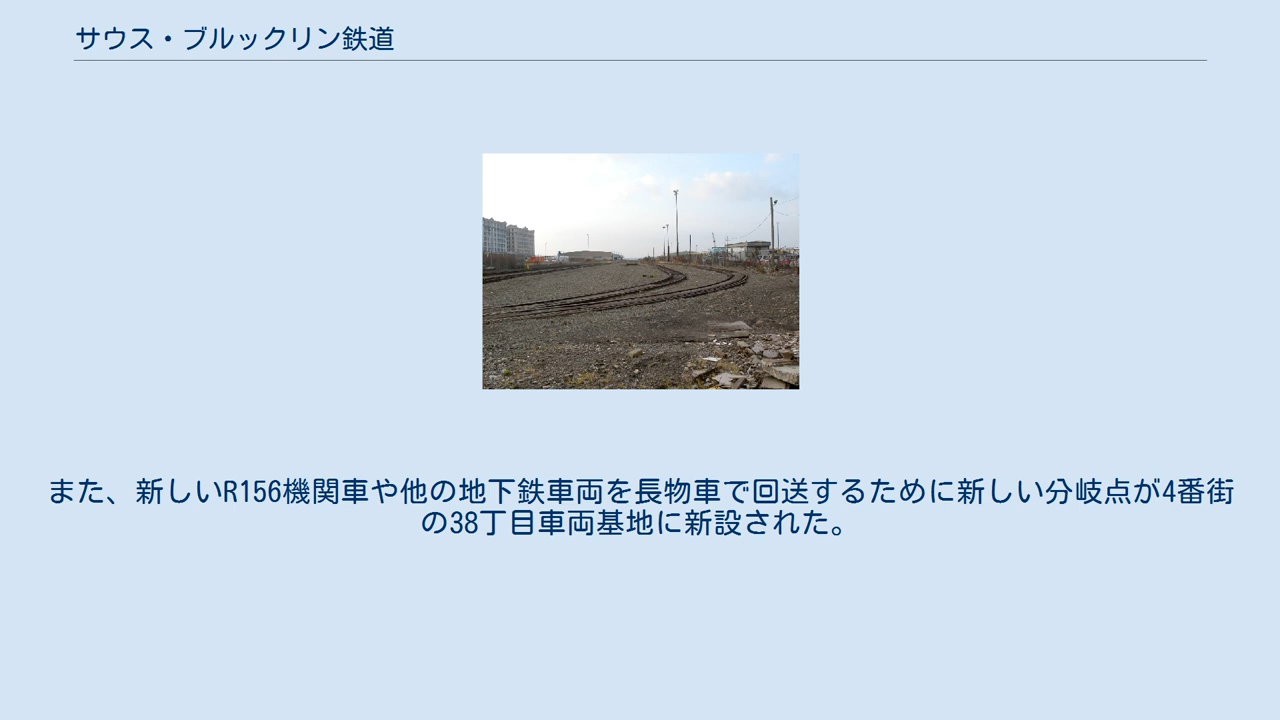 サウス・ブルックリン鉄道
また、新しいR156機関車や他の地下鉄車両を長物車で回送するために新しい分岐点が4番街
の38丁目車両基地に新設された。